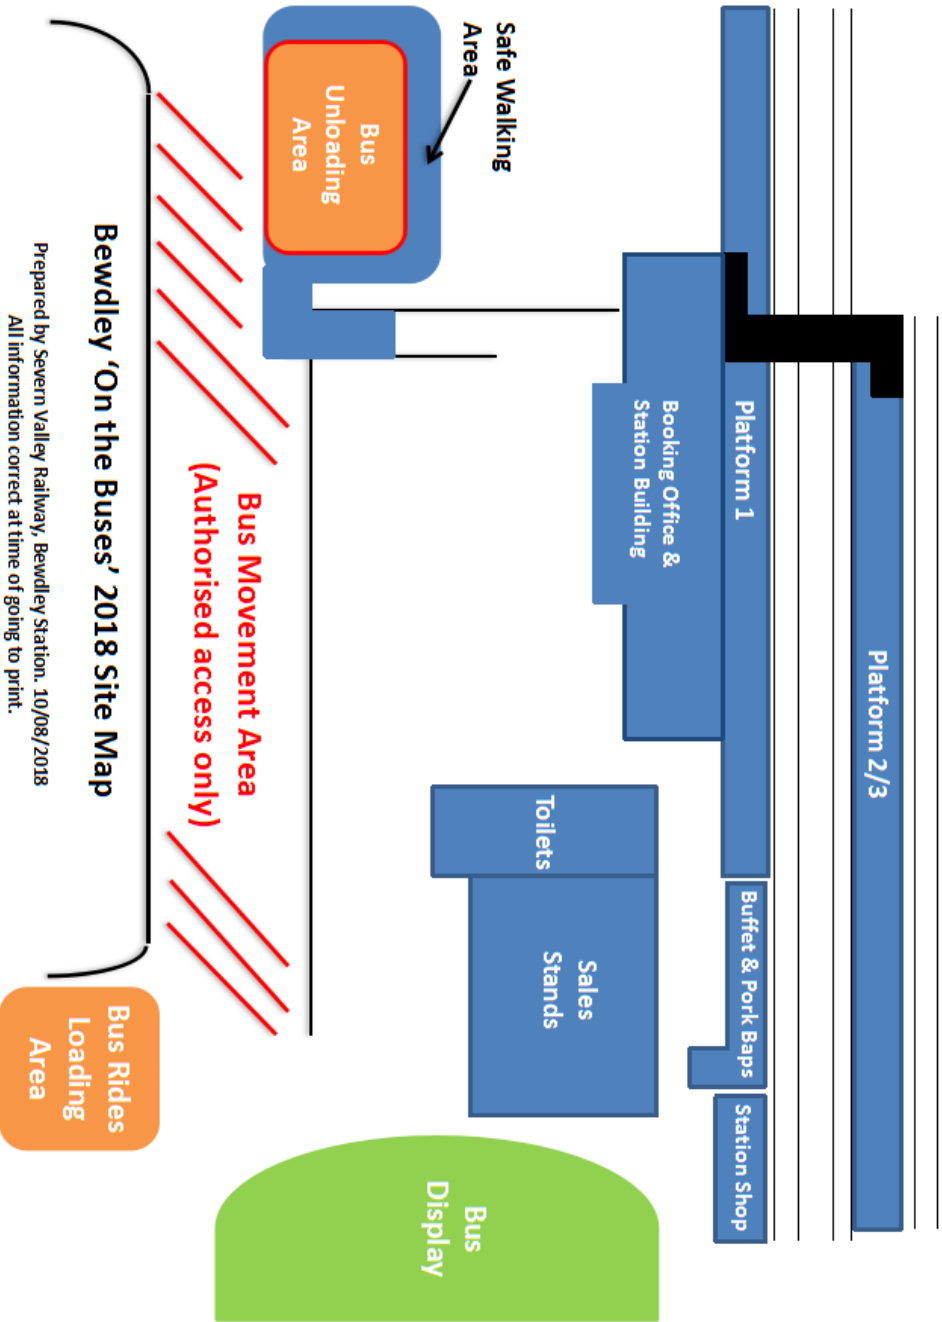 Platform 2/3
Platform 1
Buffet & Pork Baps
Station Shop
Booking Office &
Station Building
Toilets
Sales
Stands
Bus
Display
Safe Walking
Area
Bus
Unloading
Area
Bus Movement Area
(Authorised access only)
Bus Rides
Loading
Area
Bewdley ‘On the Buses’ 2018 Site Map
Prepared by Severn Valley Railway, Bewdley Station. 10/08/2018
All information correct at time of going to print.